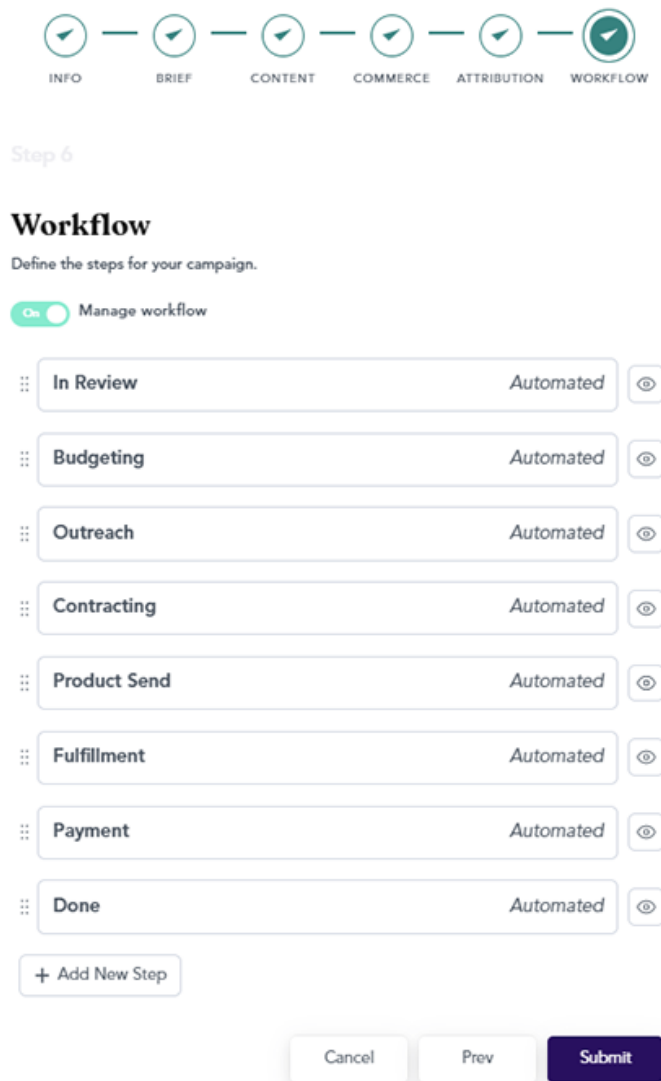 INFO BRIEF CONTENT COMMERCE ATTRIBUTION WORKFLOW
Step 6
Workflow
Define the steps for your campaign.
On Manage workflow
In Review Automated
Budgeting Automated
Outreach Automated
Contracting Automated
Product Send Automated
Fulfillment Automated
Payment Automated
Done Automated
+ Add New Step
Cancel Prev Submit